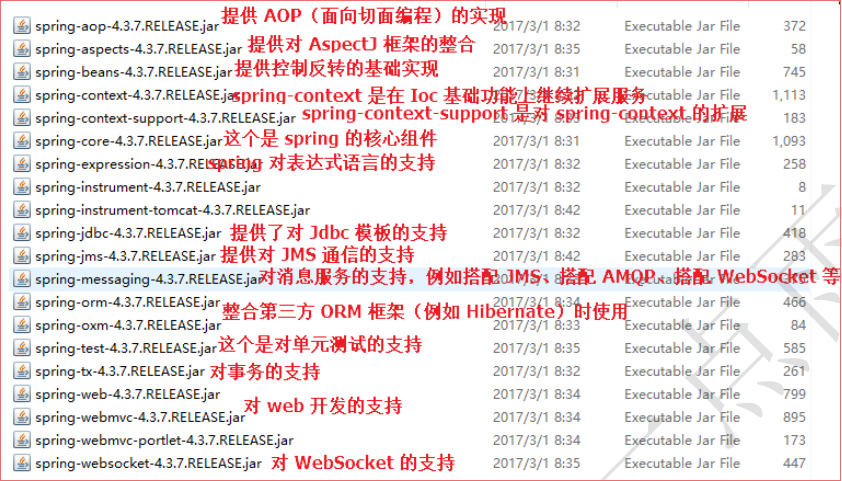 提供 AOP（面向切面编程）的实现
spring-aop-4.3.7.RELEASE.jar 2017/3/1 8:32 Executable Jar File 372
spring-aspects-4.3.7.RELEASE.jar 提供对 AspectJ 框架的整合 2017/3/1 8:35 Executable Jar File 58
spring-beans-4.3.7.RELEASE.jar 提供控制反转的基础实现 2017/3/1 8:31 Executable Jar File 745
spring-context-4.3.7.RELEASE.jar spring-context 是在 Ioc 基础功能上继续扩展服务 Executable Jar File 1,113
spring-context-support-4.3.7.RELEASE.jar spring-context-support 是对 spring-context 的扩展 Executable Jar File 183
spring-core-4.3.7.RELEASE.jar 这个是 spring 的核心组件 2017/3/1 8:31 Executable Jar File 1,093
spring-expression-4.3.7.RELEASE.jar spring 对表达式语言的支持 2017/3/1 8:32 Executable Jar File 258
spring-instrument-4.3.7.RELEASE.jar 2017/3/1 8:32 Executable Jar File 8
spring-instrument-tomcat-4.3.7.RELEASE.jar 2017/3/1 8:42 Executable Jar File 11
spring-jdbc-4.3.7.RELEASE.jar 提供了对 Jdbc 模板的支持 2017/3/1 8:32 Executable Jar File 418
spring-jms-4.3.7.RELEASE.jar 提供对 JMS 通信的支持 2017/3/1 8:42 Executable Jar File 283
spring-messaging-4.3.7.RELEASE.jar 对消息服务的支持，例如搭配 JMS、搭配 AMQP、搭配 WebSocket 等
spring-orm-4.3.7.RELEASE.jar 2017/3/1 8:34 Executable Jar File 466
整合第三方 ORM 框架（例如 Hibernate）时使用
spring-oxm-4.3.7.RELEASE.jar 2017/3/1 8:33 Executable Jar File 84
spring-test-4.3.7.RELEASE.jar 这个是对单元测试的支持 2017/3/1 8:35 Executable Jar File 585
spring-tx-4.3.7.RELEASE.jar 对事务的支持 2017/3/1 8:32 Executable Jar File 261
spring-web-4.3.7.RELEASE.jar 2017/3/1 8:34 Executable Jar File 799
对 web 开发的支持
spring-webmvc-4.3.7.RELEASE.jar 2017/3/1 8:34 Executable Jar File 895
spring-webmvc-portlet-4.3.7.RELEASE.jar 2017/3/1 8:34 Executable Jar File 173
spring-websocket-4.3.7.RELEASE.jar 对 WebSocket 的支持 2017/3/1 8:35 Executable Jar File 447
一点雨